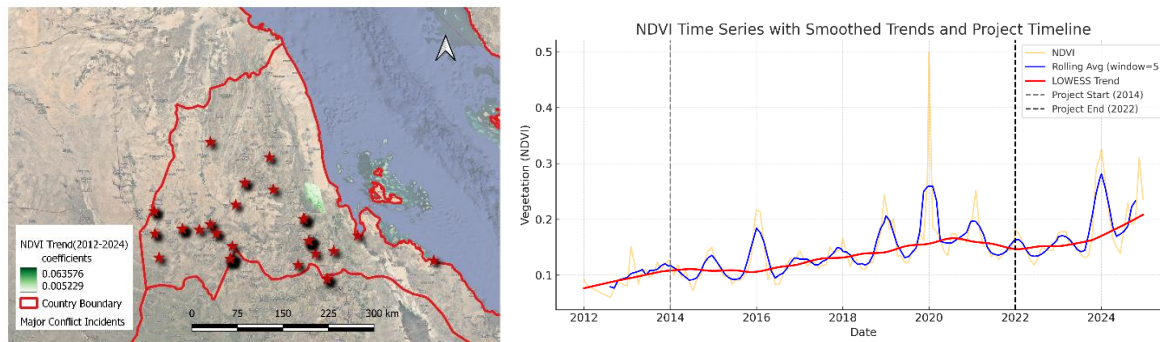 NDVI Trend(2012-2024)
coefficients
0.063576
0.005229
Country Boundary
Major Conflict Incidents
0 75 150 225 300 km
NDVI Time Series with Smoothed Trends and Project Timeline
NDVI
Rolling Avg (window=5
LOWESS Trend
Project Start (2014)
Project End (2022)
Vegetation (NDVI)
0.5
0.4
0.3
0.2
0.1
2012 2014 2016 2018 2020 2022 2024
Date